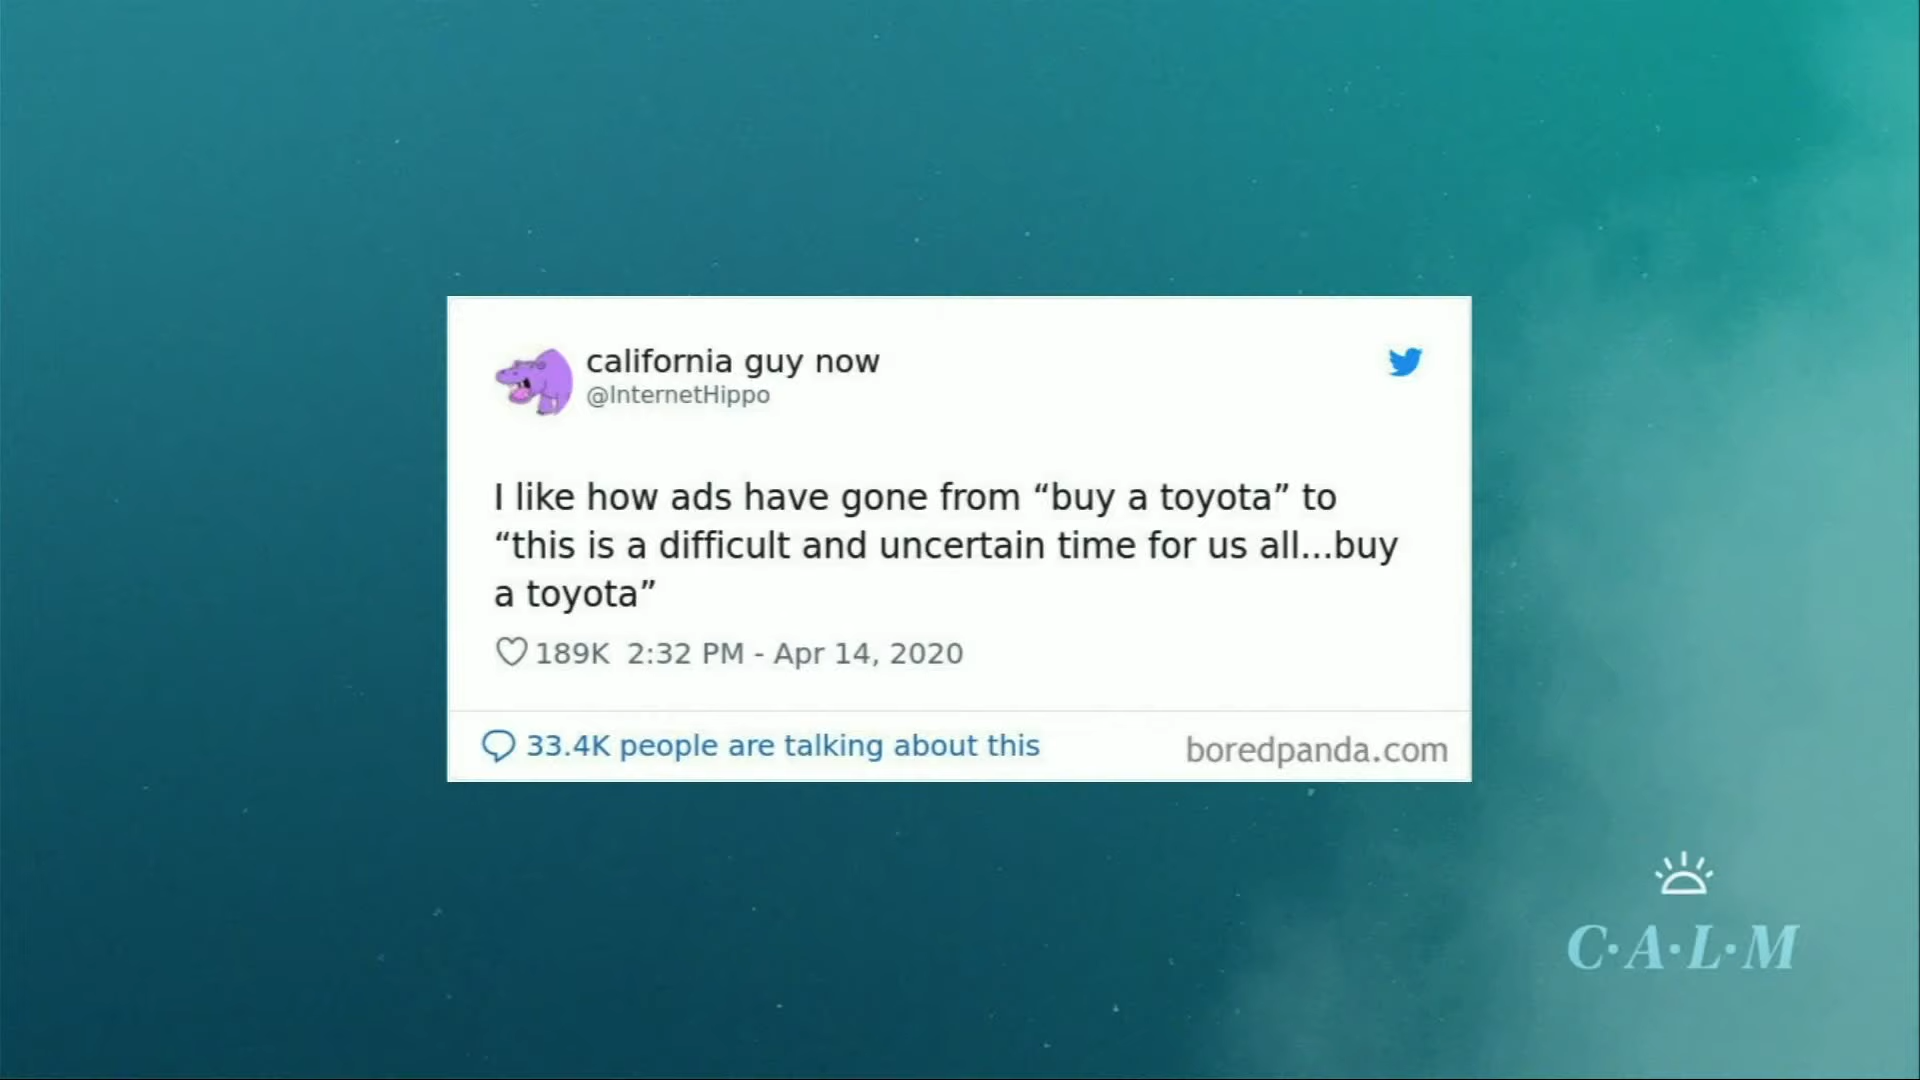 california guy now
@InternetHippo
I like how ads have gone from “buy a toyota” to
“this is a difficult and uncertain time for us all...buy
a toyota”
189K 2:32 PM - Apr 14, 2020
33.4K people are talking about this
boredpanda.com
C·A·L·M